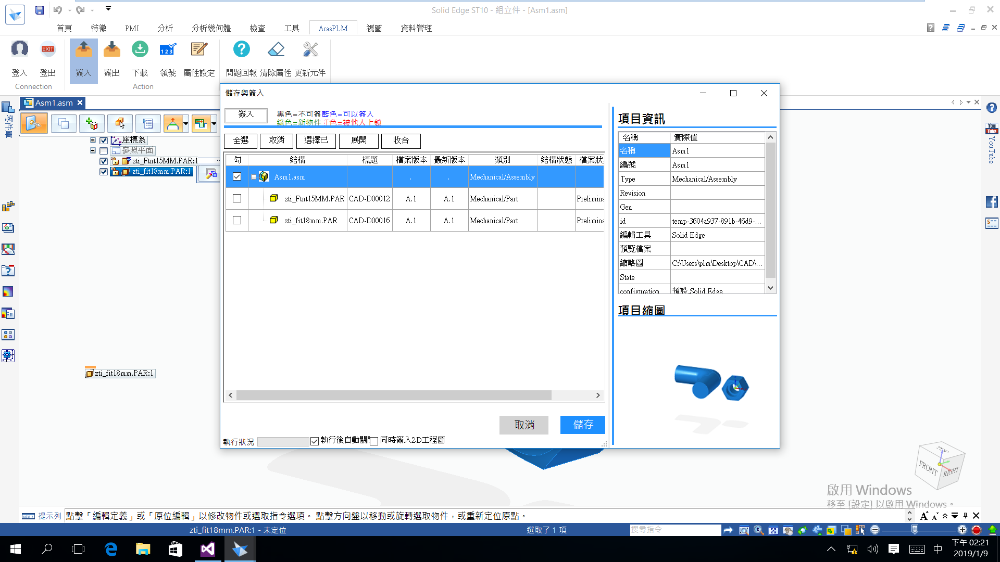 Solid Edge ST10 - 組立件 - [Asm1.asm]
首頁 特徵 PMI 分析 分析幾何體 檢查 工具 ArasPLM 視圖 資料管理
登入 登出 簽入 簽出 下載 領號 屬性設定 問題回報 清除屬性 更新元件
Connection Action
Asm1.asm
零件庫
座標系
參照平面
zti_Ftnt15MM.PAR:1
zti_fit18mm.PAR:1
zti_fit18mm.PAR:1
儲存與簽入
簽入
黑色=不可簽 藍色=可以簽入
綠色=新物件 紅色=被他人上鎖
全選 取消 選擇已 展開 收合
勾 結構 標題 檔案版本 最新版本 類別 結構狀態 檔案狀
Asm1.asm . . Mechanical/Assembly
zti_Ftnt15MM.PAR CAD-D00012 A.1 A.1 Mechanical/Part Prelimina
zti_fit18mm.PAR CAD-D00016 A.1 A.1 Mechanical/Part Prelimina
取消 儲存
執行狀況 執行後自動關 同時簽入2D工程圖
項目資訊
名稱 實際值
名稱 Asm1
編號 Asm1
Type Mechanical/Assembly
Revision
Gen
id temp-3604a937-891b-46d9-...
編輯工具 Solid Edge
預覽檔案
縮略圖 C:\Users\plm\Desktop\CAD\...
State
configuration 預設,Solid Edge
項目縮圖
You Tube
YouTube
TOP
FRONT RIGHT
啟用 Windows
移至 [設定] 以啟用 Windows。
提示列 點擊「編輯定義」或「原位編輯」以修改物件或選取指令選項。 點擊方向盤以移動或旋轉選取物件，或重新定位原點。
zti_fit18mm.PAR:1 - 未定位 選取了 1 項 搜尋指令
中
下午 02:21
2019/1/9